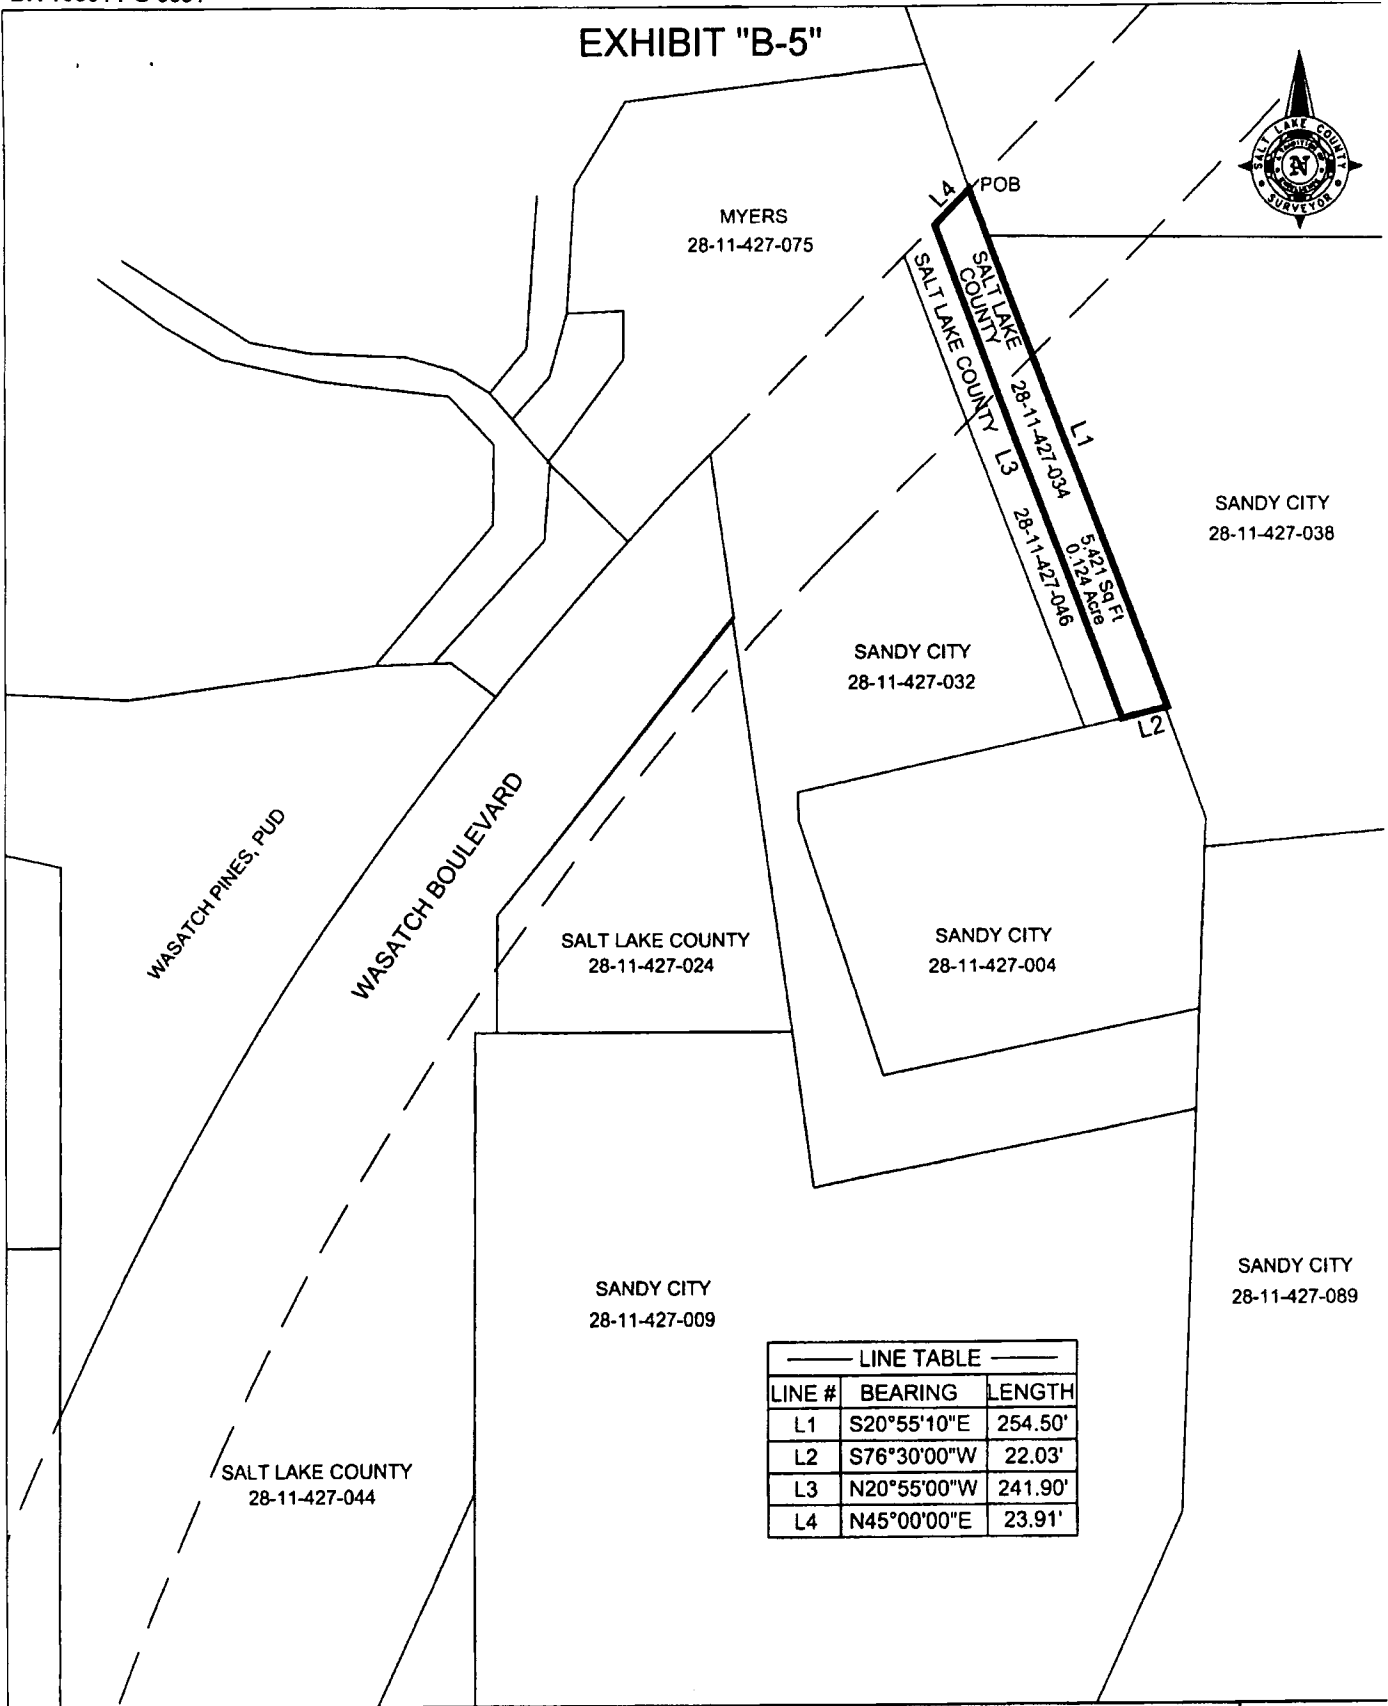 EXHIBIT "B-5"
SALT LAKE COUNTY
N
SURVEYOR
POB
L4
MYERS
28-11-427-075
SALT LAKE
COUNTY
28-11-427-034
L1
5,421 Sq Ft
0.124 Acre
SALT LAKE COUNTY
L3
28-11-427-046
SANDY CITY
28-11-427-038
SANDY CITY
28-11-427-032
L2
WASATCH PINES, PUD
WASATCH BOULEVARD
SALT LAKE COUNTY
28-11-427-024
SANDY CITY
28-11-427-004
SANDY CITY
28-11-427-009
SANDY CITY
28-11-427-089
SALT LAKE COUNTY
28-11-427-044
LINE TABLE
LINE # BEARING LENGTH
L1 S20°55'10"E 254.50'
L2 S76°30'00"W 22.03'
L3 N20°55'00"W 241.90'
L4 N45°00'00"E 23.91'